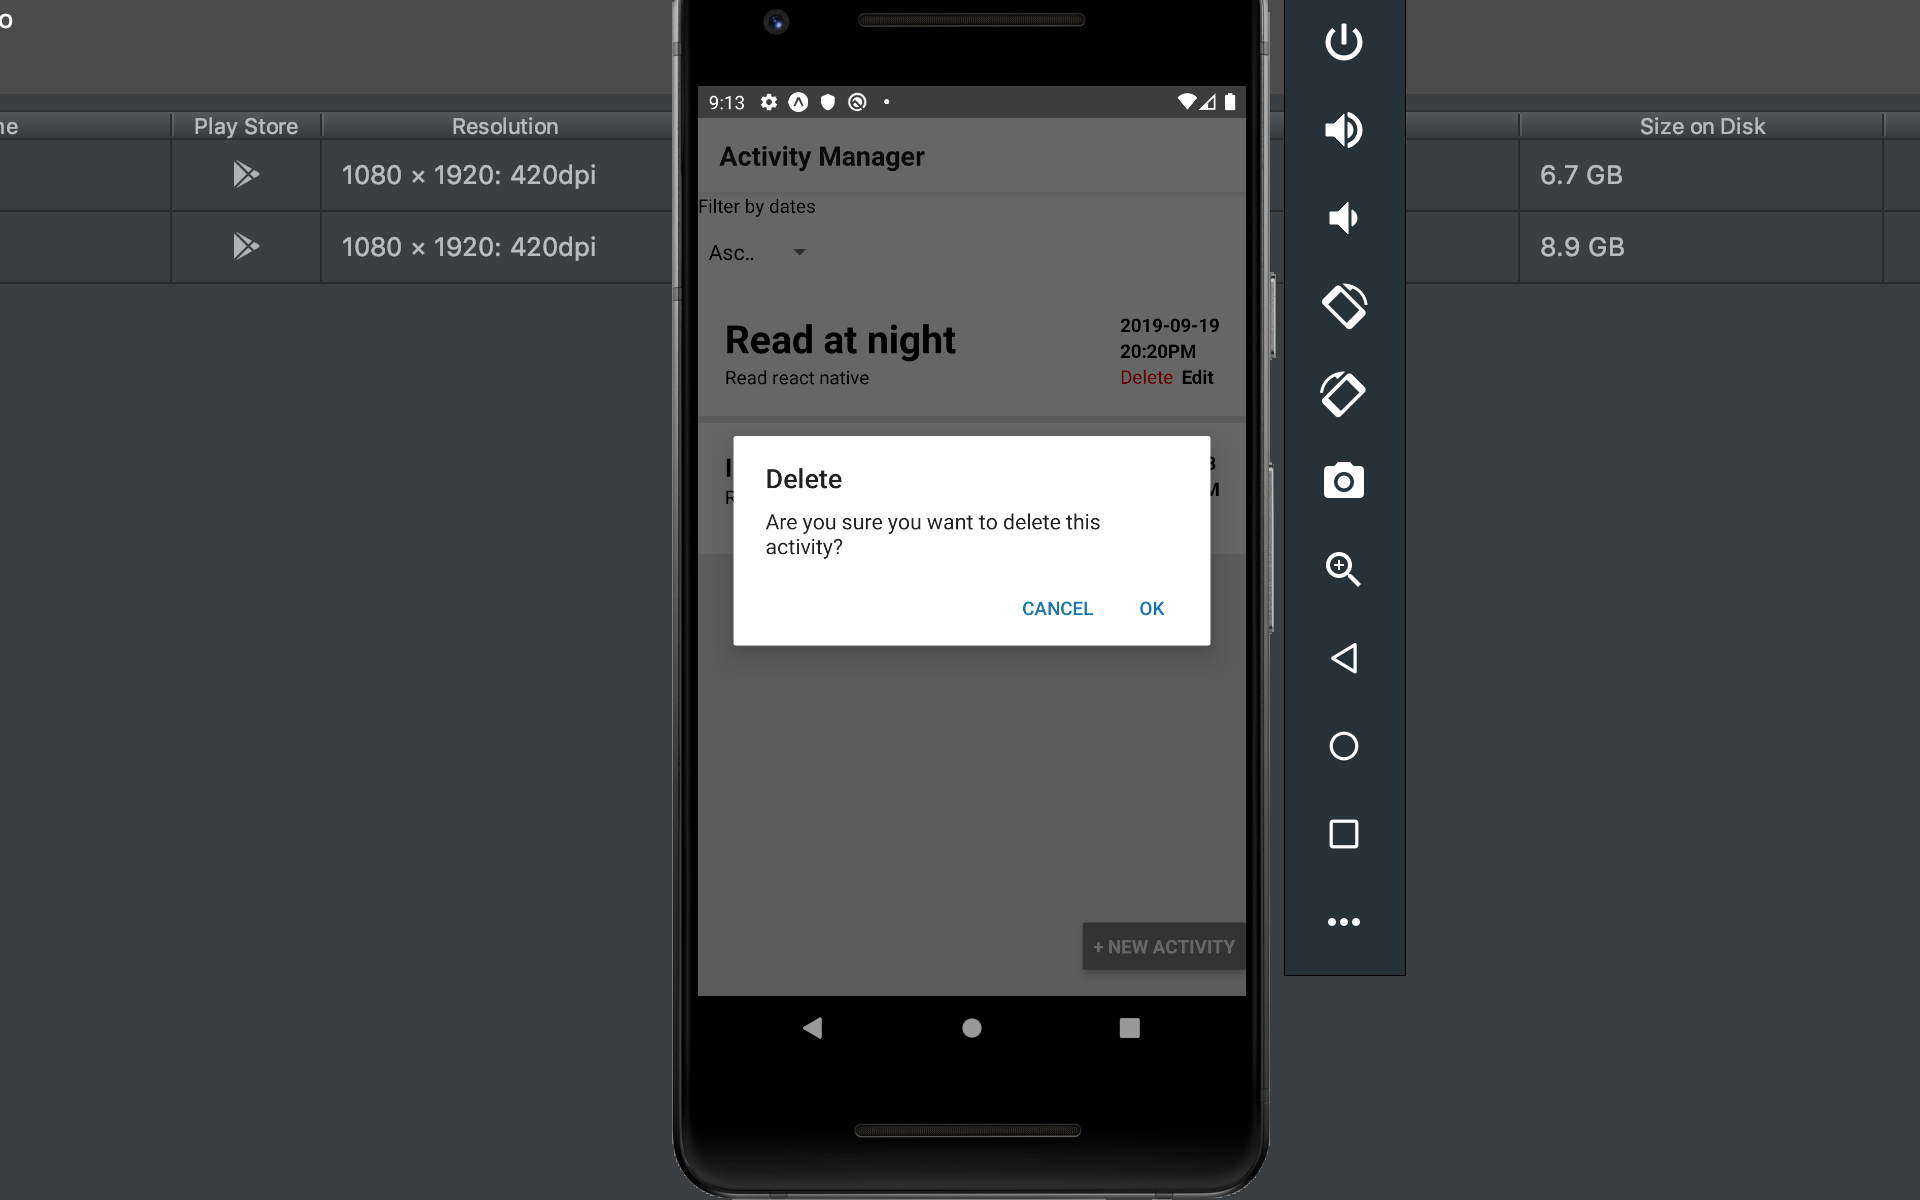 Play Store
Resolution
Size on Disk
1080 × 1920: 420dpi
6.7 GB
1080 × 1920: 420dpi
8.9 GB
9:13
Activity Manager
Filter by dates
Asc..
Read at night
Read react native
2019-09-19
20:20PM
Delete Edit
Delete
Are you sure you want to delete this
activity?
CANCEL OK
+ NEW ACTIVITY